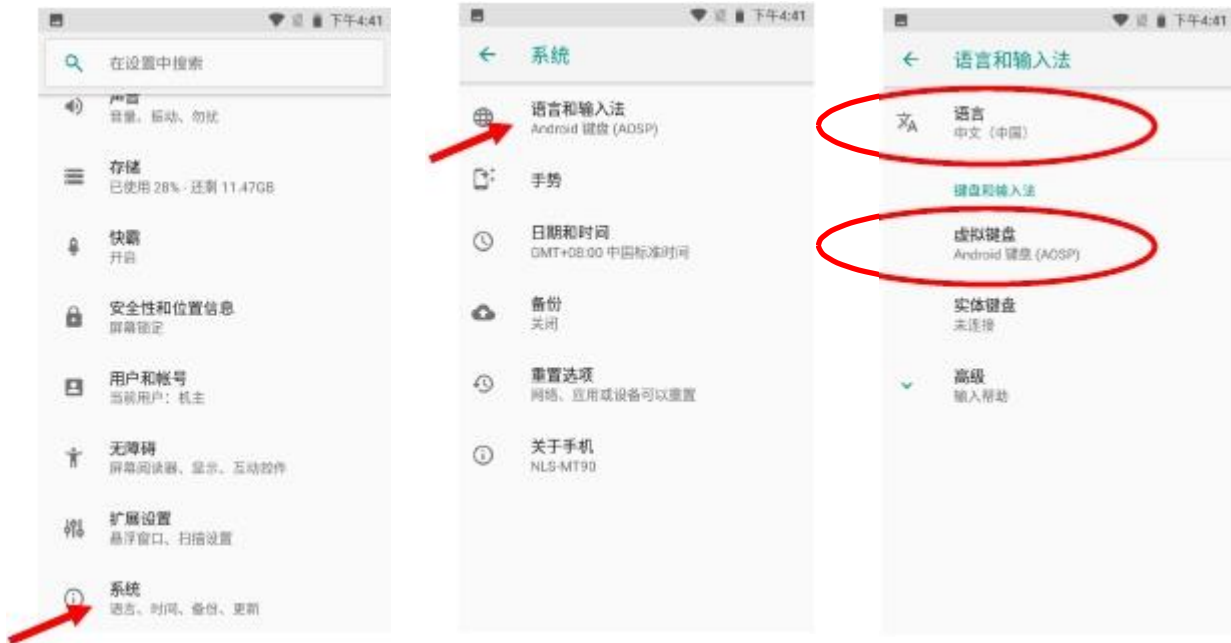 下午4:41
在设置中搜索
声音
音量、振动、勿扰
存储
已使用 28% - 还剩 11.47GB
快霸
开启
安全性和位置信息
屏幕锁定
用户和帐号
当前用户：机主
无障碍
屏幕阅读器、显示、互动控件
扩展设置
悬浮窗口、扫描设置
系统
语言、时间、备份、更新
下午4:41
系统
语言和输入法
Android 键盘 (AOSP)
手势
日期和时间
GMT+08:00 中国标准时间
备份
关闭
重置选项
网络、应用或设备可以重置
关于手机
NLS-MT90
下午4:41
语言和输入法
语言
中文（中国）
键盘和输入法
虚拟键盘
Android 键盘 (AOSP)
实体键盘
未连接
高级
输入帮助